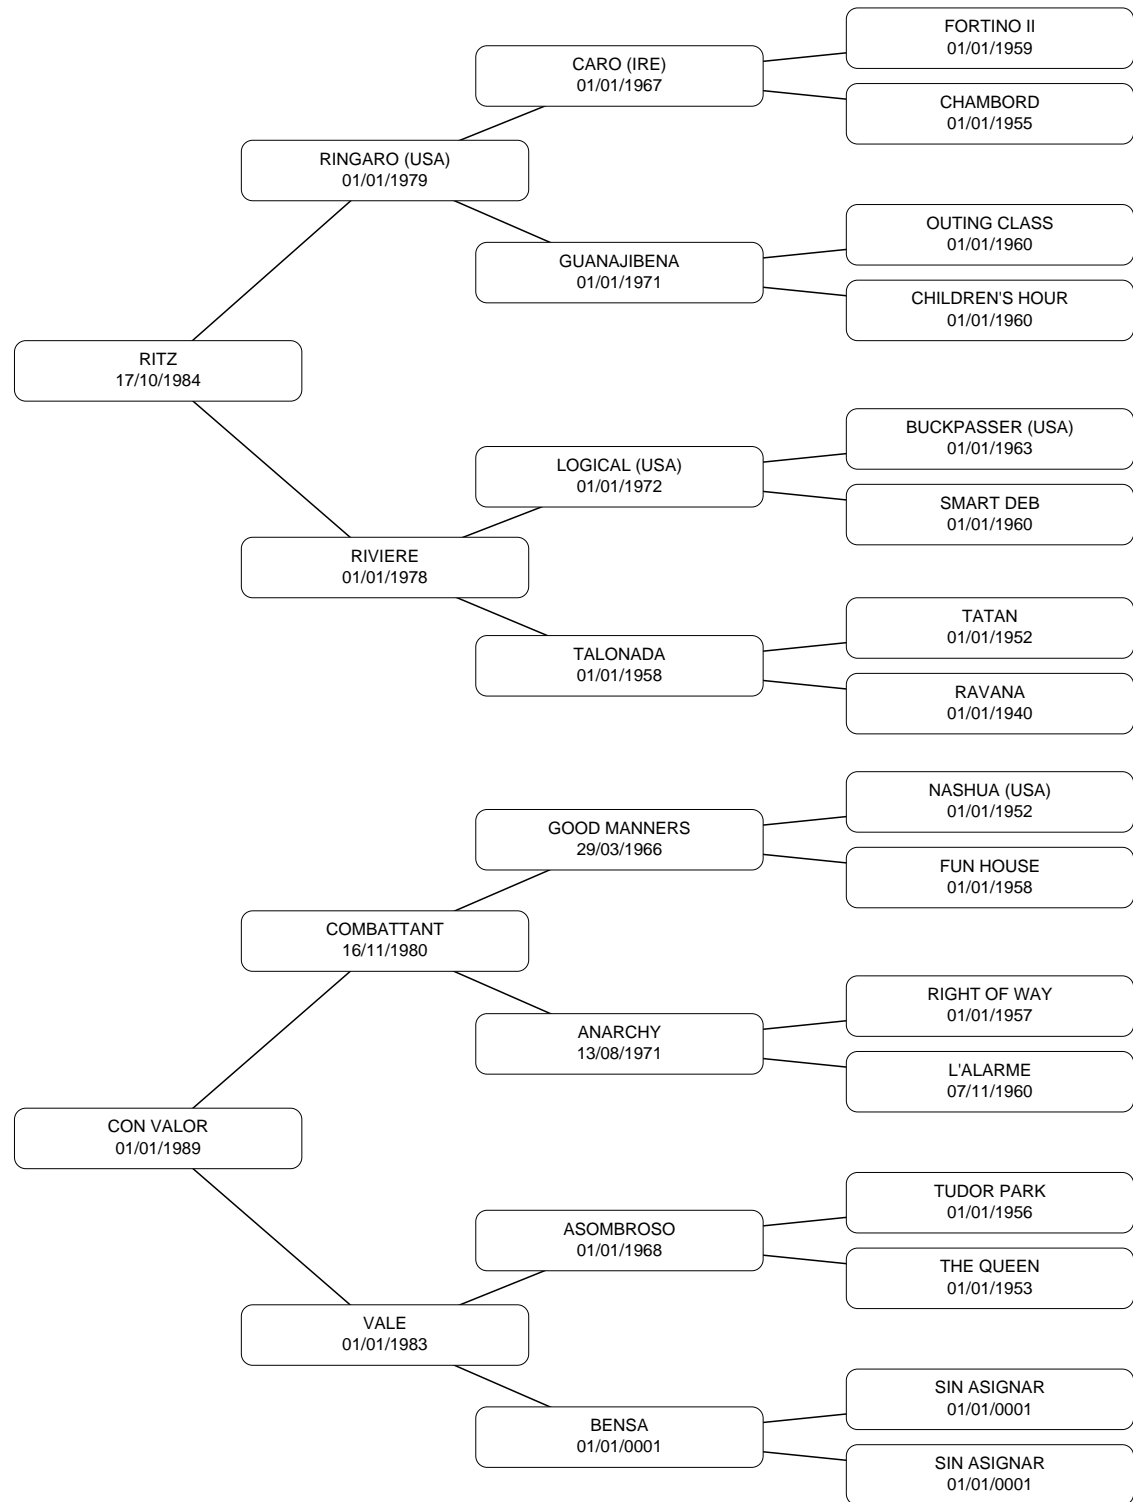 FORTINO II
01/01/1959
CARO (IRE)
01/01/1967
CHAMBORD
01/01/1955
RINGARO (USA)
01/01/1979
OUTING CLASS
01/01/1960
GUANAJIBENA
01/01/1971
CHILDREN'S HOUR
01/01/1960
RITZ
17/10/1984
BUCKPASSER (USA)
01/01/1963
LOGICAL (USA)
01/01/1972
SMART DEB
01/01/1960
RIVIERE
01/01/1978
TATAN
01/01/1952
TALONADA
01/01/1958
RAVANA
01/01/1940
NASHUA (USA)
01/01/1952
GOOD MANNERS
29/03/1966
FUN HOUSE
01/01/1958
COMBATTANT
16/11/1980
RIGHT OF WAY
01/01/1957
ANARCHY
13/08/1971
L'ALARME
07/11/1960
CON VALOR
01/01/1989
TUDOR PARK
01/01/1956
ASOMBROSO
01/01/1968
THE QUEEN
01/01/1953
VALE
01/01/1983
SIN ASIGNAR
01/01/0001
BENSA
01/01/0001
SIN ASIGNAR
01/01/0001